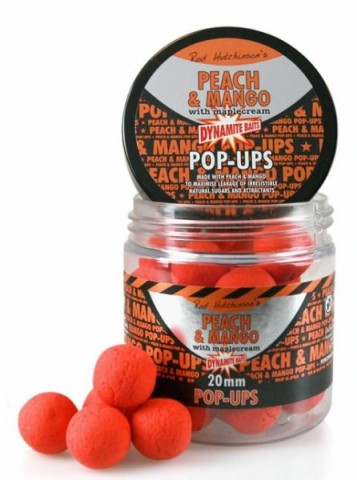 Rod Hutchinson's
PEACH
& MANGO
with maplecream
DYNAMITE BAITS
POP-UPS
MADE WITH PEACH & MANGO
TO MAXIMISE LEAKAGE OF IRRESISTIBLE
NATURAL SUGARS AND ATTRACTANTS
Rod Hutchinson's
PEACH
& MANGO
with maplecream
DYNAMITE BAITS
20mm
POP-UPS